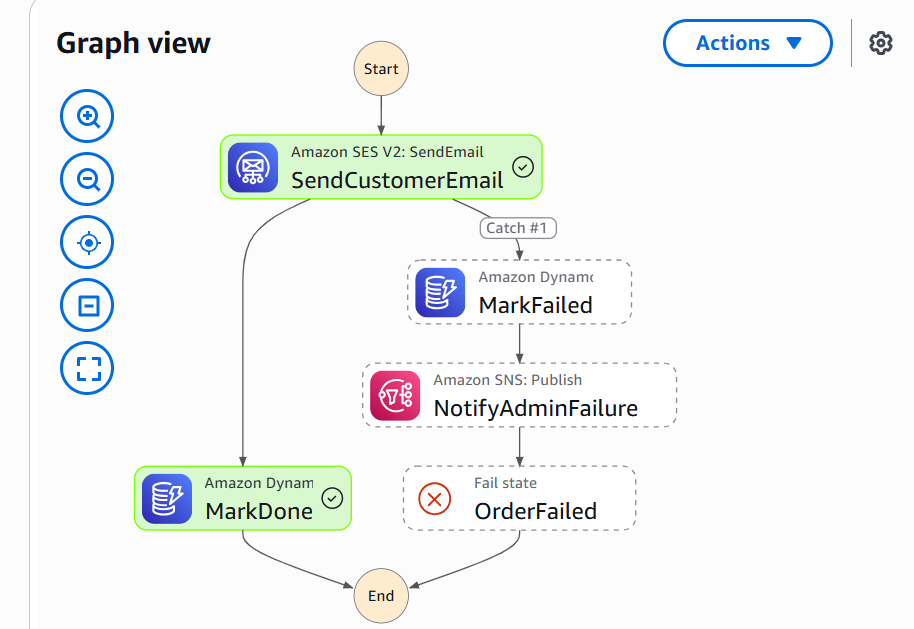 Graph view
Actions
Start
Amazon SES V2: SendEmail
SendCustomerEmail
Catch #1
Amazon Dynam
MarkFailed
Amazon SNS: Publish
NotifyAdminFailure
Amazon Dynam
MarkDone
Fail state
OrderFailed
End